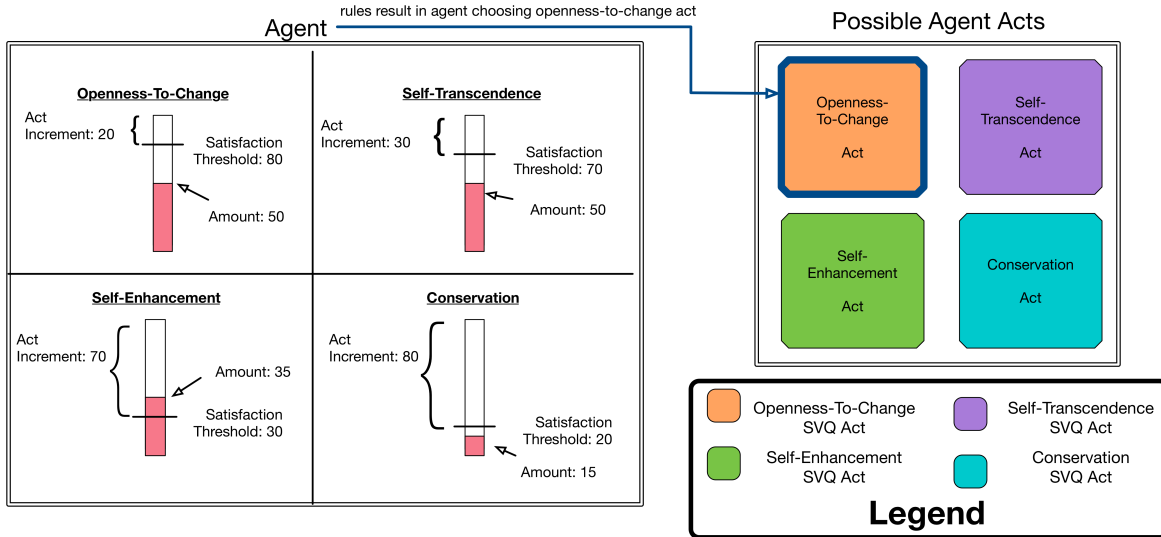 rules result in agent choosing openness-to-change act
Agent
Possible Agent Acts
Openness-To-Change
Act
Increment: 20
Satisfaction
Threshold: 80
Amount: 50
Self-Transcendence
Act
Increment: 30
Satisfaction
Threshold: 70
Amount: 50
Self-Enhancement
Act
Increment: 70
Amount: 35
Satisfaction
Threshold: 30
Conservation
Act
Increment: 80
Satisfaction
Threshold: 20
Amount: 15
Openness-
To-Change
Act
Self-
Transcendence
Act
Self-
Enhancement
Act
Conservation
Act
Openness-To-Change
SVQ Act
Self-Transcendence
SVQ Act
Self-Enhancement
SVQ Act
Conservation
SVQ Act
Legend